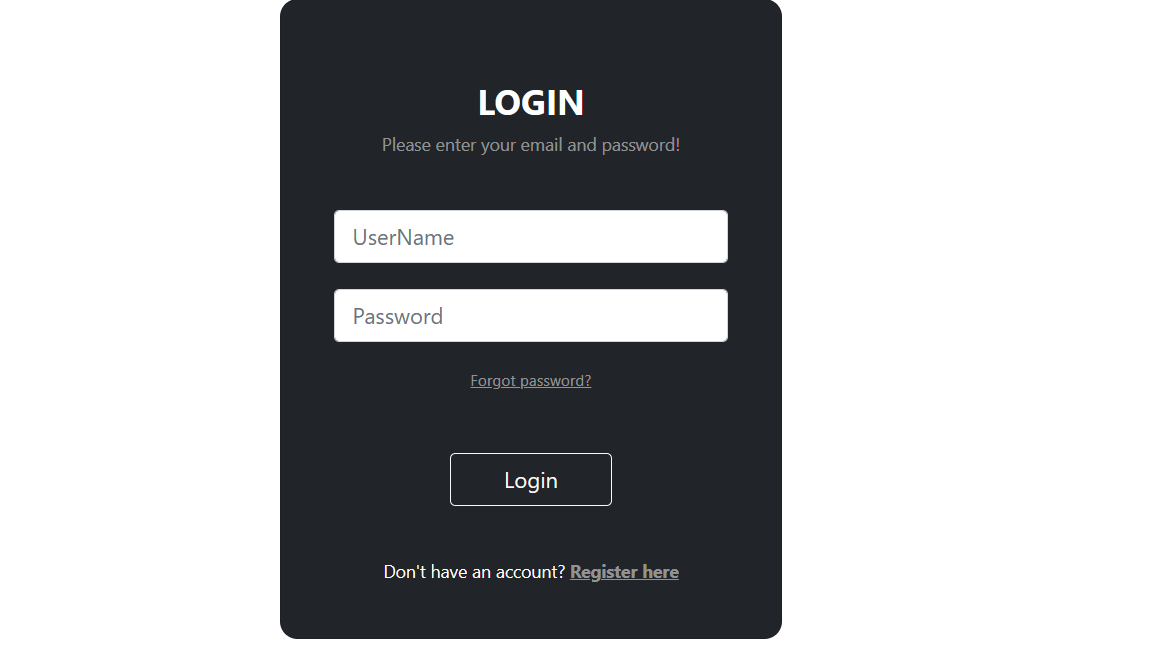 LOGIN
Please enter your email and password!
UserName
Password
Forgot password?
Login
Don't have an account? Register here